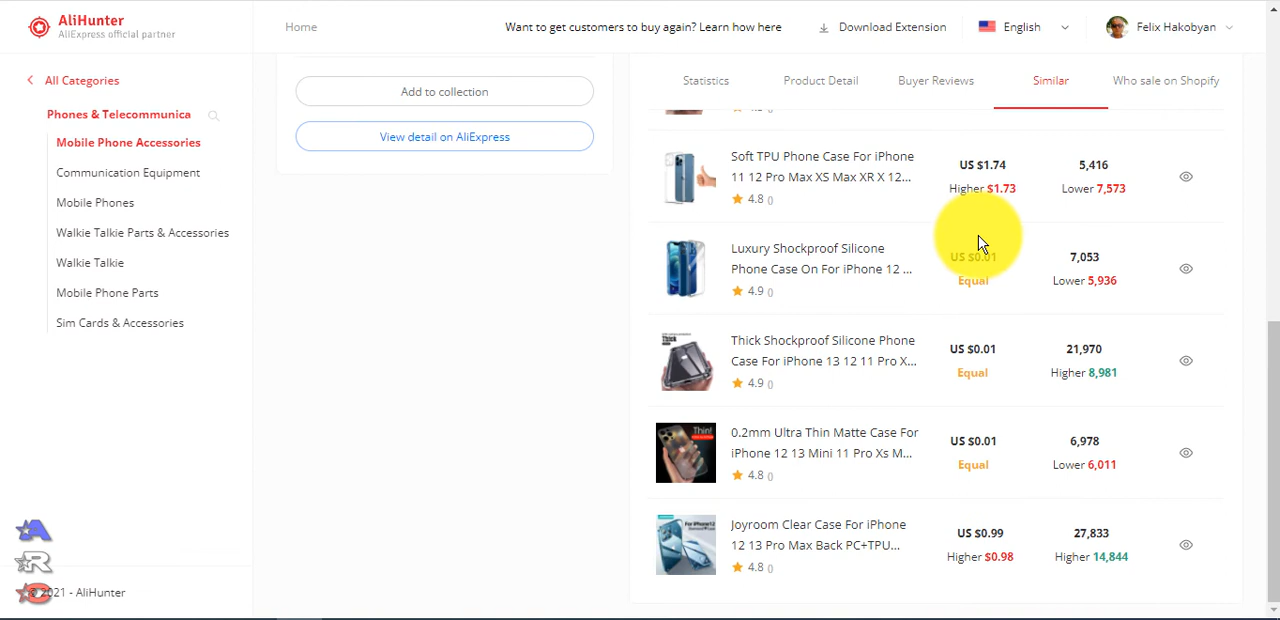 AliHunter
AliExpress official partner
Home
Want to get customers to buy again? Learn how here
Download Extension
English
Felix Hakobyan
All Categories
Phones & Telecommunica
Mobile Phone Accessories
Communication Equipment
Mobile Phones
Walkie Talkie Parts & Accessories
Walkie Talkie
Mobile Phone Parts
Sim Cards & Accessories
A
R
© 2021 - AliHunter
Add to collection
View detail on AliExpress
Statistics
Product Detail
Buyer Reviews
Similar
Who sale on Shopify
Soft TPU Phone Case For iPhone
11 12 Pro Max XS Max XR X 12...
4.8 ()
US $1.74
Higher $1.73
5,416
Lower 7,573
Luxury Shockproof Silicone
Phone Case On For iPhone 12 ...
4.9 ()
US $0.01
Equal
7,053
Lower 5,936
Thick
Thick Shockproof Silicone Phone
Case For iPhone 13 12 11 Pro X...
4.9 ()
US $0.01
Equal
21,970
Higher 8,981
Thin!
0.2mm Ultra Thin Matte Case For
iPhone 12 13 Mini 11 Pro Xs M...
4.8 ()
US $0.01
Equal
6,978
Lower 6,011
For iPhone12
Joyroom Clear Case For iPhone
12 13 Pro Max Back PC+TPU...
4.8 ()
US $0.99
Higher $0.98
27,833
Higher 14,844